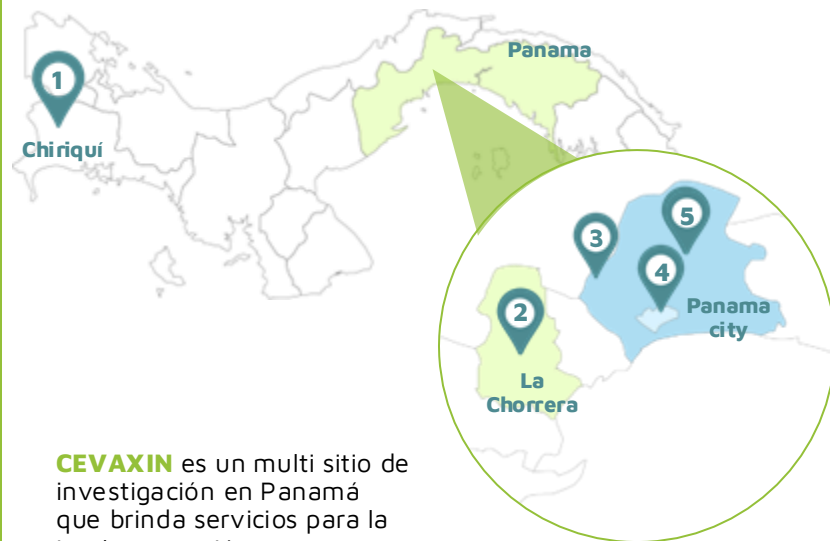 Panama
1
Chiriquí
5
3
4
Panama
city
2
La
Chorrera
CEVAXIN es un multi sitio de
investigación en Panamá
que brinda servicios para la